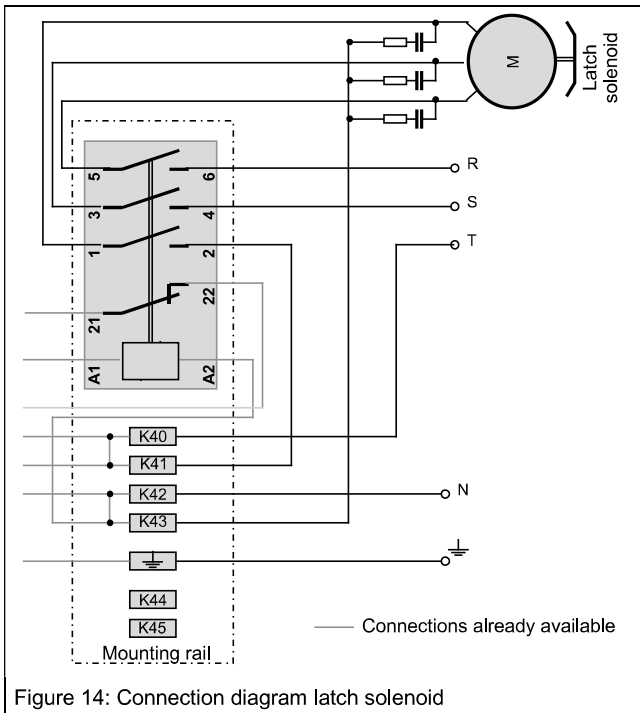 M
Latch
solenoid
5
6
R
3
4
S
1
2
T
22
21
A1
A2
K40
K41
K42
N
K43
K44
K45
Connections already available
Mounting rail
Figure 14: Connection diagram latch solenoid